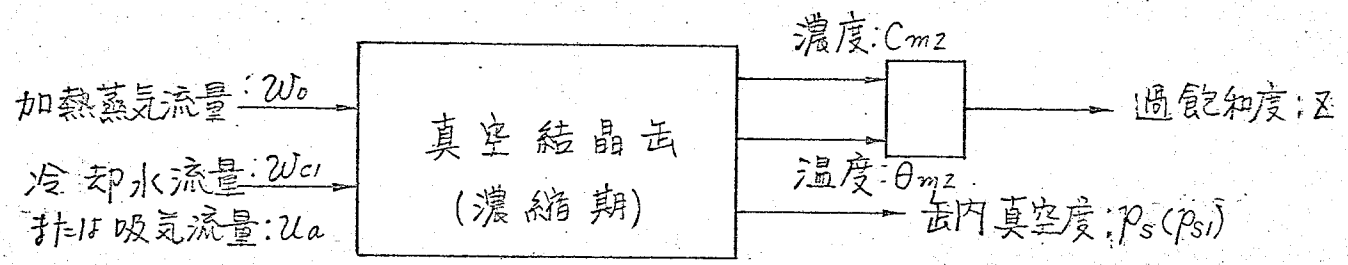 濃度:Cm2
加熱蒸気流量:W0
過飽和度:Z
真空結晶缶
冷却水流量:Wc1
温度:θm2
(濃縮期)
または吸気流量:Ua
缶内真空度:Ps(Ps1)